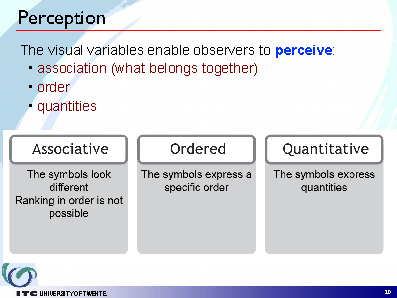 Perception
The visual variables enable observers to perceive:
• association (what belongs together)
• order
• quantities
Associative
The symbols look
different
Ranking in order is not
possible
Ordered
The symbols express a
specific order
Quantitative
The symbols express
quantities
ITC UNIVERSITY OF TWENTE.